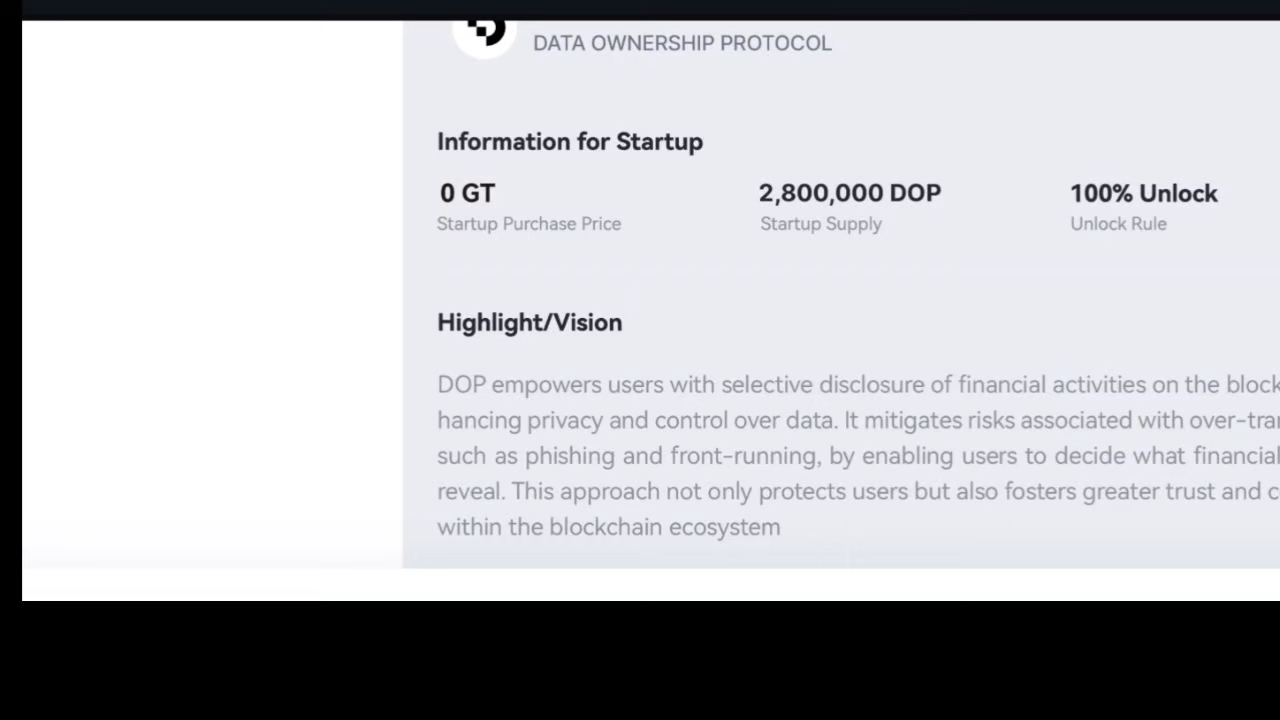 DATA OWNERSHIP PROTOCOL
Information for Startup
0 GT 2,800,000 DOP 100% Unlock
Startup Purchase Price Startup Supply Unlock Rule
Highlight/Vision
DOP empowers users with selective disclosure of financial activities on the block
hancing privacy and control over data. It mitigates risks associated with over-tra
such as phishing and front-running, by enabling users to decide what financial
reveal. This approach not only protects users but also fosters greater trust and c
within the blockchain ecosystem